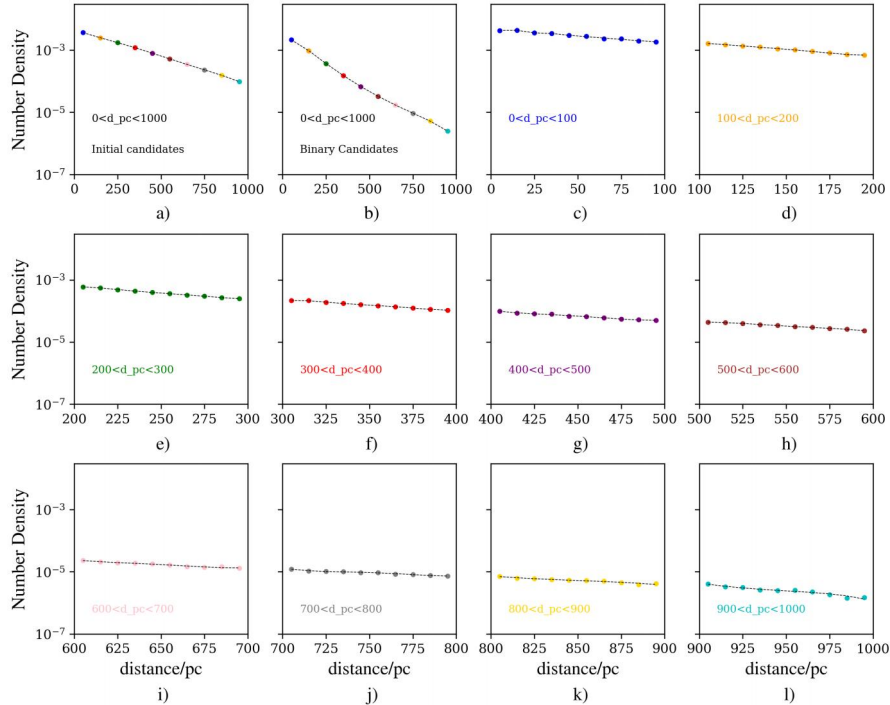 Number Density
10⁻³
10⁻⁵
10⁻⁷
0<d_pc<1000
Initial candidates
0 250 500 750 1000
a)
0<d_pc<1000
Binary Candidates
0 250 500 750 1000
b)
0<d_pc<100
0 25 50 75 100
c)
100<d_pc<200
100 125 150 175 200
d)
Number Density
10⁻³
10⁻⁵
10⁻⁷
200<d_pc<300
200 225 250 275 300
e)
300<d_pc<400
300 325 350 375 400
f)
400<d_pc<500
400 425 450 475 500
g)
500<d_pc<600
500 525 550 575 600
h)
Number Density
10⁻³
10⁻⁵
10⁻⁷
600<d_pc<700
600 625 650 675 700
distance/pc
i)
700<d_pc<800
700 725 750 775 800
distance/pc
j)
800<d_pc<900
800 825 850 875 900
distance/pc
k)
900<d_pc<1000
900 925 950 975 1000
distance/pc
l)